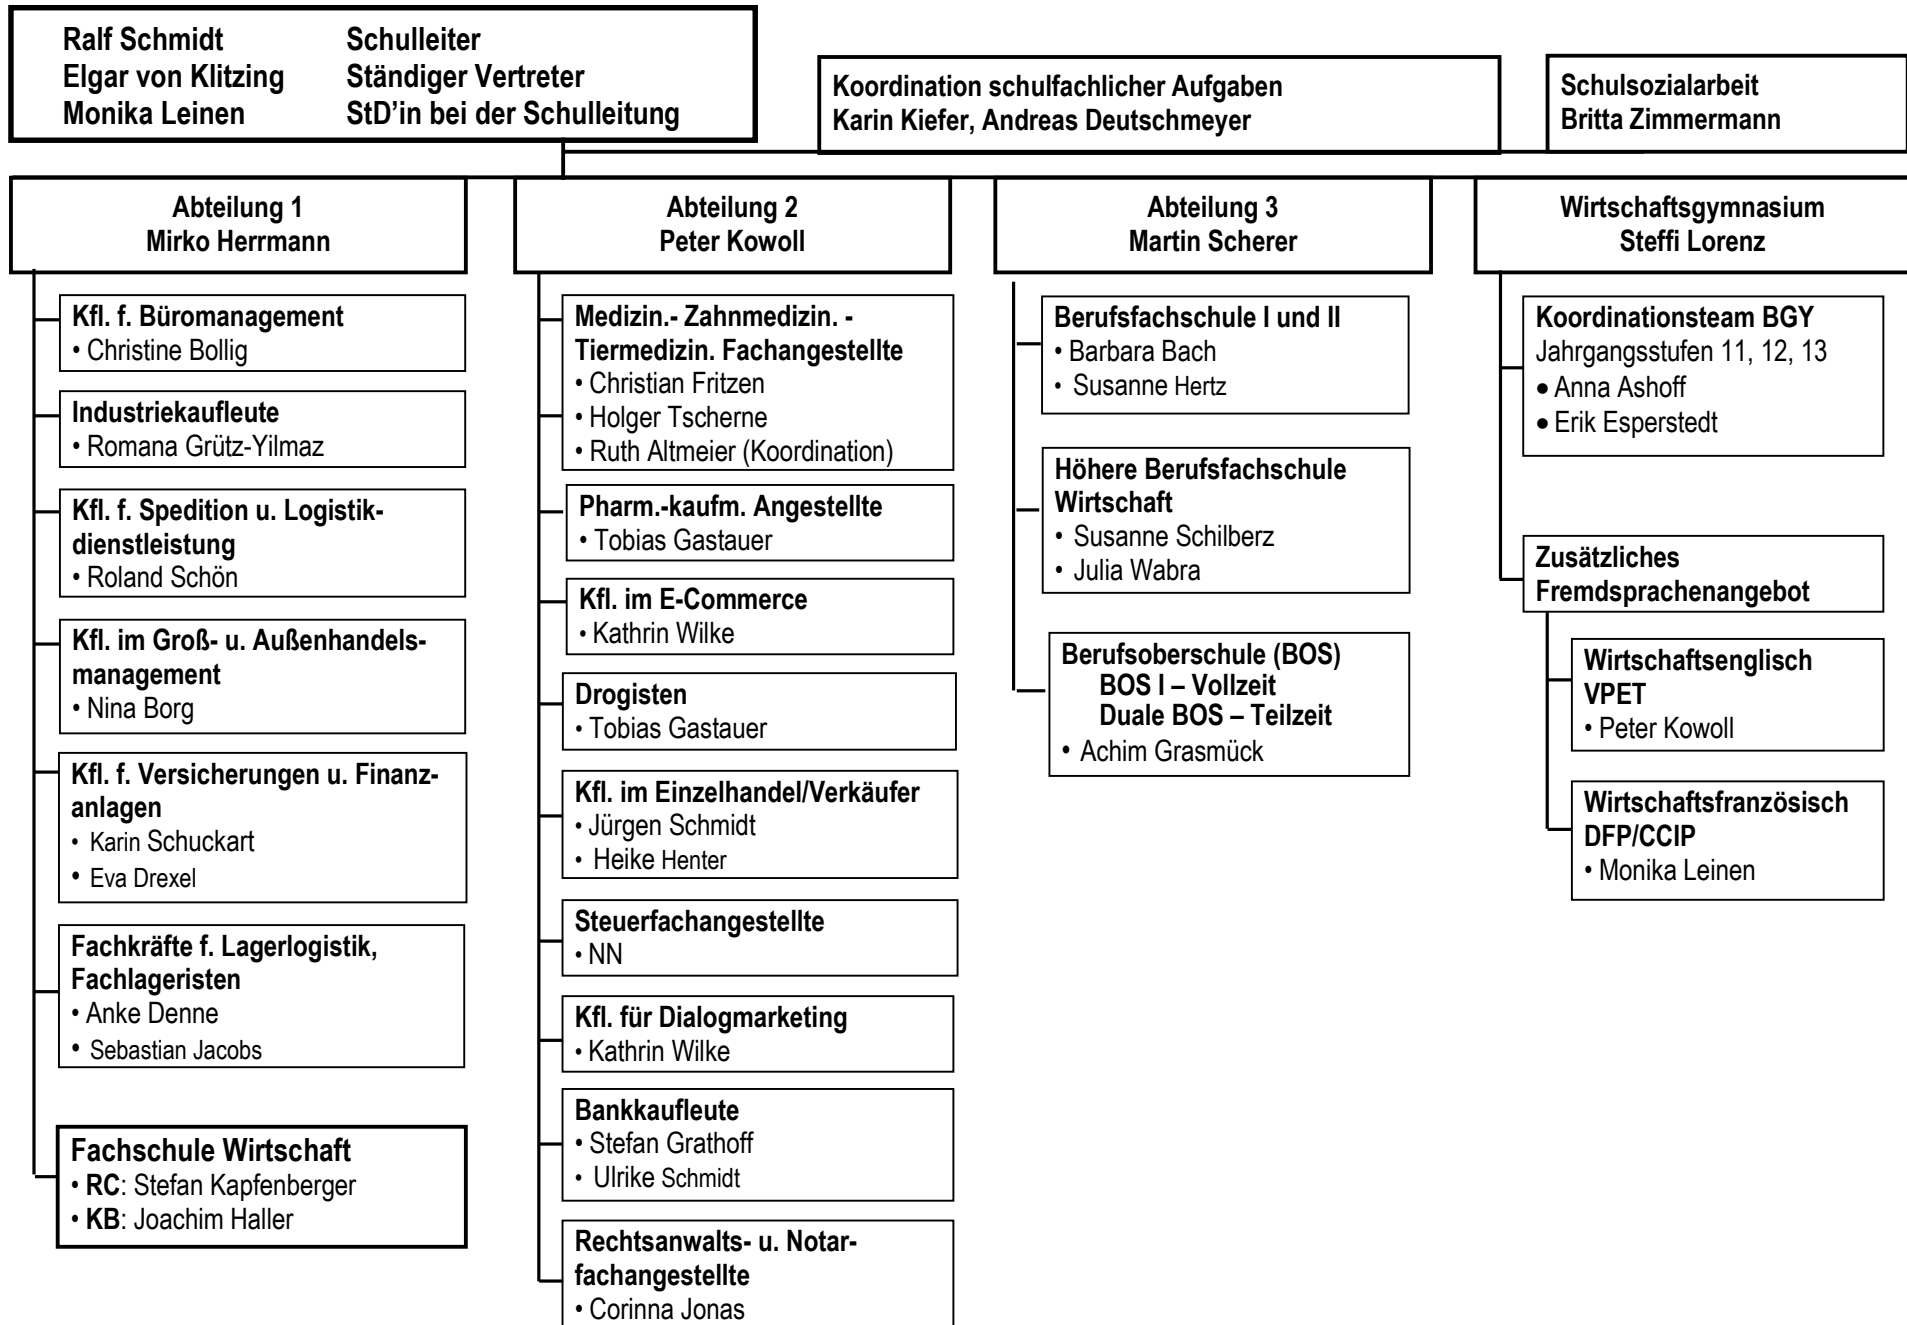 Ralf Schmidt Schulleiter
Elgar von Klitzing Ständiger Vertreter
Monika Leinen StD’in bei der Schulleitung
Koordination schulfachlicher Aufgaben
Karin Kiefer, Andreas Deutschmeyer
Schulsozialarbeit
Britta Zimmermann
Abteilung 1
Mirko Herrmann
Kfl. f. Büromanagement
• Christine Bollig
Industriekaufleute
• Romana Grütz-Yilmaz
Kfl. f. Spedition u. Logistik-
dienstleistung
• Roland Schön
Kfl. im Groß- u. Außenhandels-
management
• Nina Borg
Kfl. f. Versicherungen u. Finanz-
anlagen
• Karin Schuckart
• Eva Drexel
Fachkräfte f. Lagerlogistik,
Fachlageristen
• Anke Denne
• Sebastian Jacobs
Fachschule Wirtschaft
• RC: Stefan Kapfenberger
• KB: Joachim Haller
Abteilung 2
Peter Kowoll
Medizin.- Zahnmedizin. -
Tiermedizin. Fachangestellte
• Christian Fritzen
• Holger Tscherne
• Ruth Altmeier (Koordination)
Pharm.-kaufm. Angestellte
• Tobias Gastauer
Kfl. im E-Commerce
• Kathrin Wilke
Drogisten
• Tobias Gastauer
Kfl. im Einzelhandel/Verkäufer
• Jürgen Schmidt
• Heike Henter
Steuerfachangestellte
• NN
Kfl. für Dialogmarketing
• Kathrin Wilke
Bankkaufleute
• Stefan Grathoff
• Ulrike Schmidt
Rechtsanwalts- u. Notar-
fachangestellte
• Corinna Jonas
Abteilung 3
Martin Scherer
Berufsfachschule I und II
• Barbara Bach
• Susanne Hertz
Höhere Berufsfachschule
Wirtschaft
• Susanne Schilberz
• Julia Wabra
Berufsoberschule (BOS)
BOS I – Vollzeit
Duale BOS – Teilzeit
• Achim Grasmück
Wirtschaftsgymnasium
Steffi Lorenz
Koordinationsteam BGY
Jahrgangsstufen 11, 12, 13
• Anna Ashoff
• Erik Esperstedt
Zusätzliches
Fremdsprachenangebot
Wirtschaftsenglisch
VPET
• Peter Kowoll
Wirtschaftsfranzösisch
DFP/CCIP
• Monika Leinen